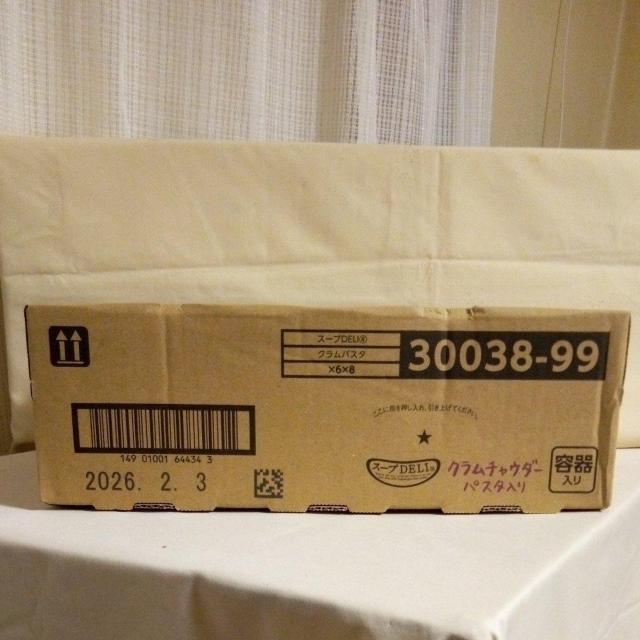 スープDELI④
クラムパスタ
×6×8
30038-99
149 01001 64434 3
2026. 2. 3
ここに指を押し入れ、引き上げてください。
スープDELI®
クラムチャウダー
パスタ入り
容器
入り